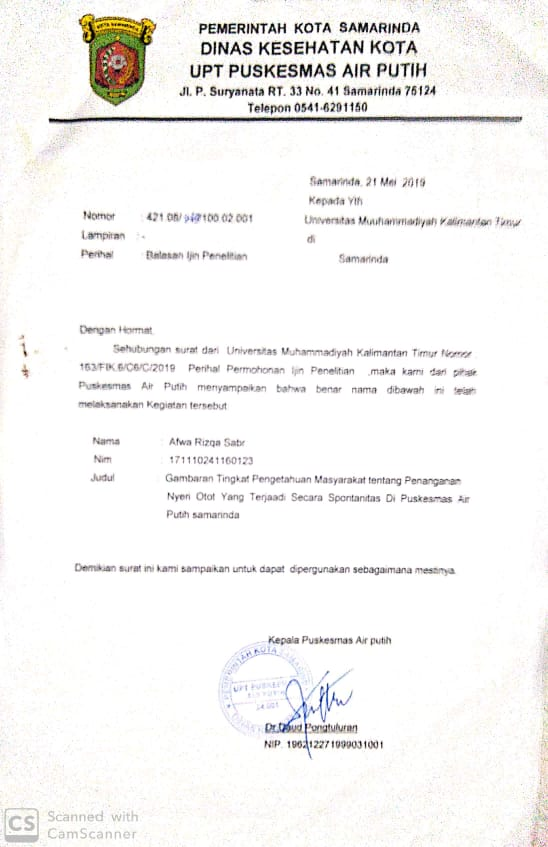 PEMERINTAH KOTA SAMARINDA
DINAS KESEHATAN KOTA
UPT PUSKESMAS AIR PUTIH
Jl. P. Suryanata RT. 33 No. 41 Samarinda 75124
Telepon 0541-6291150
KOTA SAMARINDA
Samarinda, 21 Mei 2019
Kepada Yth
Nomor : 421.08/ /100.02.001
Universitas Muuhammadiyah Kalimantan Timur
Lampiran : -
di
Perihal : Balasan Ijin Penelitian
Samarinda
Dengan Hormat,
Sehubungan surat dari Universitas Muhammadiyah Kalimantan Timur Nomor
163/FIK.6/C6/C/2019 Perihal Permohonan Ijin Penelitian ,maka kami dari pihak
Puskesmas Air Putih menyampaikan bahwa benar nama dibawah ini telah
melaksanakan Kegiatan tersebut
Nama : Afwa Rizqa Sabr
Nim : 171110241160123
Judul : Gambaran Tingkat Pengetahuan Masyarakat tentang Penanganan
Nyeri Otot Yang Terjaadi Secara Spontanitas Di Puskesmas Air
Putih samarinda
Demikian surat ini kami sampaikan untuk dapat dipergunakan sebagaimana mestinya.
Kepala Puskesmas Air putih
PEMERINTAH KOTA SAMARINDA
UPT PUSKES
AIR PUTIH
Dr.Daud Pongtuluran
NIP. 196212271999031001
CS Scanned with
CamScanner